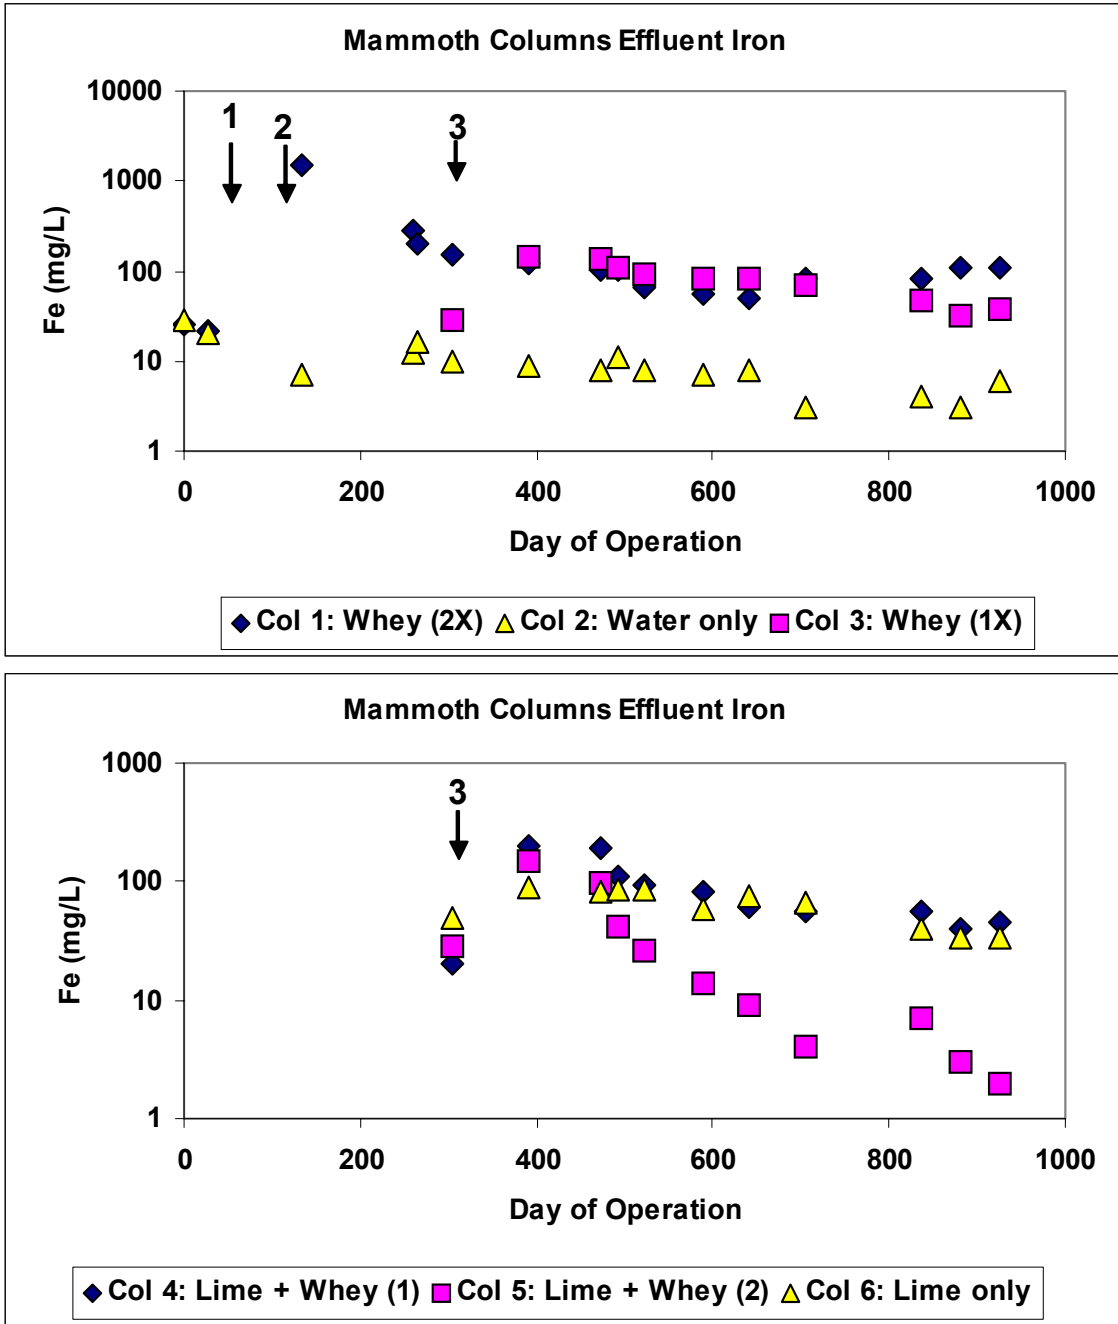 Mammoth Columns Effluent Iron
10000
1000
100
10
1
Fe (mg/L)
1
2
3
0 200 400 600 800 1000
Day of Operation
Col 1: Whey (2X) Col 2: Water only Col 3: Whey (1X)
Mammoth Columns Effluent Iron
1000
100
10
1
Fe (mg/L)
3
0 200 400 600 800 1000
Day of Operation
Col 4: Lime + Whey (1) Col 5: Lime + Whey (2) Col 6: Lime only